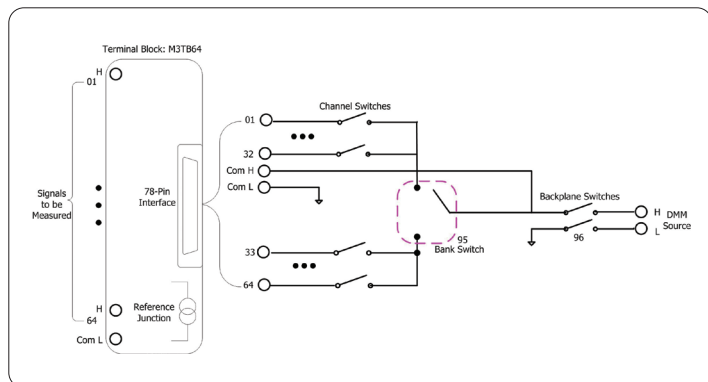 Terminal Block: M3TB64
H
01
Signals
to be
Measured
H
64
Com L
78-Pin
Interface
Reference
Junction
Channel Switches
01
32
Com H
Com L
33
64
95
Bank Switch
Backplane Switches
96
H
L
DMM
Source